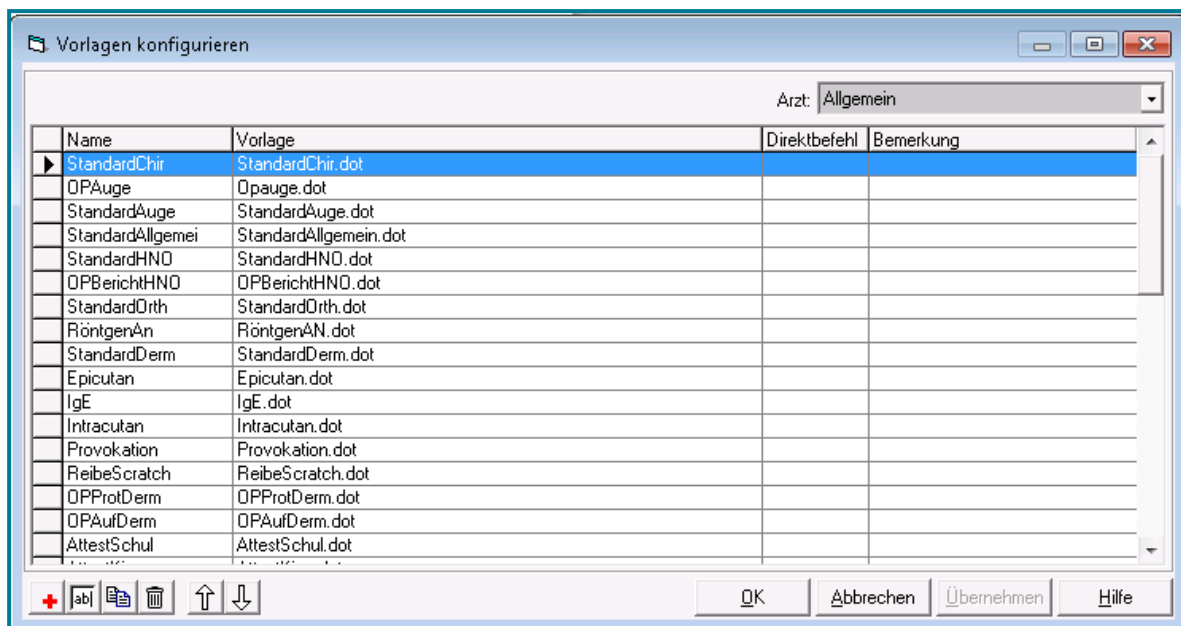 Vorlagen konfigurieren
Arzt: Allgemein
Name Vorlage Direktbefehl Bemerkung
StandardChir StandardChir.dot
OPAuge Opauge.dot
StandardAuge StandardAuge.dot
StandardAllgemei StandardAllgemein.dot
StandardHNO StandardHNO.dot
OPBerichtHNO OPBerichtHNO.dot
StandardOrth StandardOrth.dot
RöntgenAn RöntgenAN.dot
StandardDerm StandardDerm.dot
Epicutan Epicutan.dot
IgE IgE.dot
Intracutan Intracutan.dot
Provokation Provokation.dot
ReibeScratch ReibeScratch.dot
OPProtDerm OPProtDerm.dot
OPAufDerm OPAufDerm.dot
AttestSchul AttestSchul.dot
ab OK Abbrechen Übernehmen Hilfe